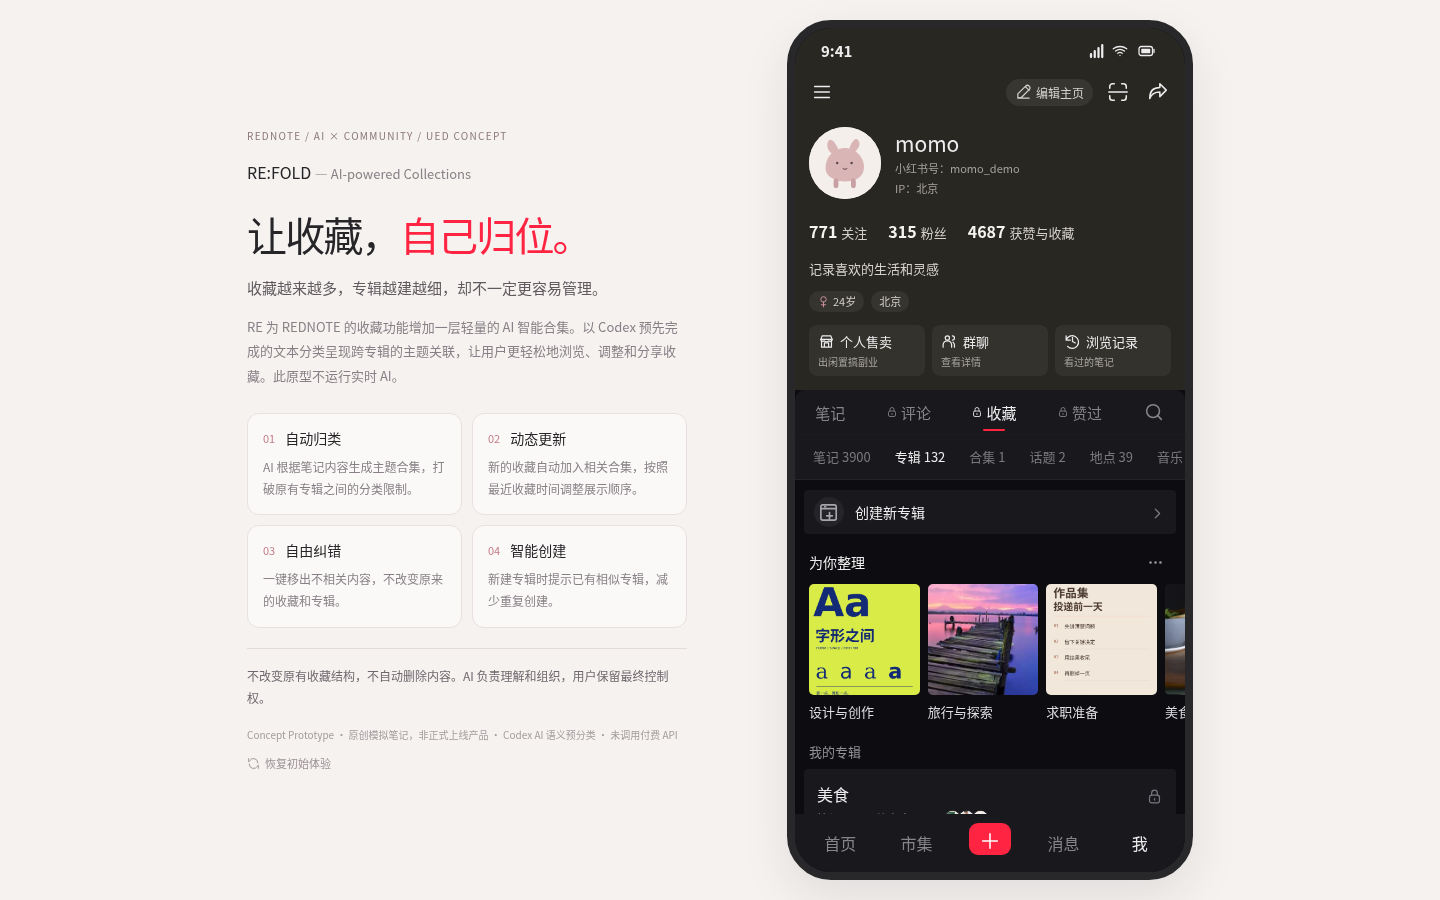 REDNOTE / AI × COMMUNITY / UED CONCEPT
RE:FOLD — AI-powered Collections
让收藏，自己归位。
收藏越来越多，专辑越建越细，却不一定更容易管理。
RE 为 REDNOTE 的收藏功能增加一层轻量的 AI 智能合集。以 Codex 预先完
成的文本分类呈现跨专辑的主题关联，让用户更轻松地浏览、调整和分享收
藏。此原型不运行实时 AI。
01 自动归类
AI 根据笔记内容生成主题合集，打
破原有专辑之间的分类限制。
02 动态更新
新的收藏自动加入相关合集，按照
最近收藏时间调整展示顺序。
03 自由纠错
一键移出不相关内容，不改变原来
的收藏和专辑。
04 智能创建
新建专辑时提示已有相似专辑，减
少重复创建。
不改变原有收藏结构，不自动删除内容。AI 负责理解和组织，用户保留最终控制
权。
Concept Prototype · 原创模拟笔记，非正式上线产品 · Codex AI 语义预分类 · 未调用付费 API
恢复初始体验
9:41
编辑主页
momo
小红书号：momo_demo
IP：北京
771 关注 315 粉丝 4687 获赞与收藏
记录喜欢的生活和灵感
24岁 北京
个人售卖
出闲置搞副业
群聊
查看详情
浏览记录
看过的笔记
笔记 评论 收藏 赞过
笔记 3900 专辑 132 合集 1 话题 2 地点 39 音乐
创建新专辑
为你整理
Aa
字形之间
a a a a
作品集
投递前一天
01
02
03
04
设计与创作 旅行与探索 求职准备 美食
我的专辑
美食
首页 市集 消息 我